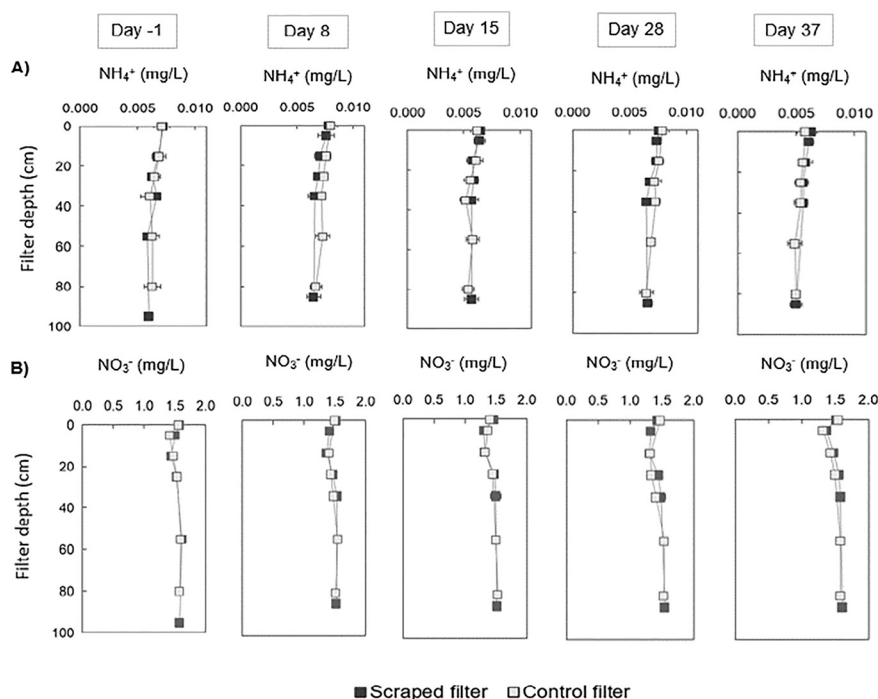 Day -1 Day 8 Day 15 Day 28 Day 37
A)
NH₄⁺ (mg/L) NH₄⁺ (mg/L) NH₄⁺ (mg/L) NH₄⁺ (mg/L) NH₄⁺ (mg/L)
0.000 0.005 0.010 0.000 0.005 0.010 0.000 0.005 0.010 0.000 0.005 0.010 0.000 0.005 0.010
0
20
40
60
80
100
Filter depth (cm)
B)
NO₃⁻ (mg/L) NO₃⁻ (mg/L) NO₃⁻ (mg/L) NO₃⁻ (mg/L) NO₃⁻ (mg/L)
0.0 0.5 1.0 1.5 2.0 0.0 0.5 1.0 1.5 2.0 0.0 0.5 1.0 1.5 2.0 0.0 0.5 1.0 1.5 2.0 0.0 0.5 1.0 1.5 2.0
0
20
40
60
80
100
Filter depth (cm)
Scraped filter Control filter